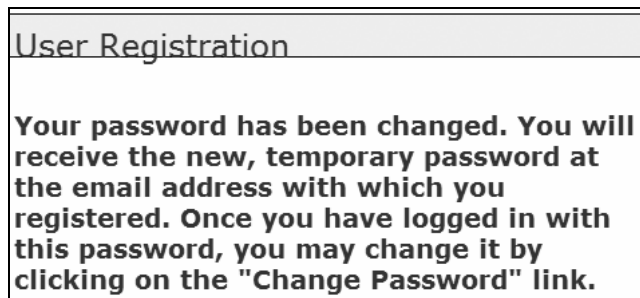 User Registration
Your password has been changed. You will
receive the new, temporary password at
the email address with which you
registered. Once you have logged in with
this password, you may change it by
clicking on the "Change Password" link.